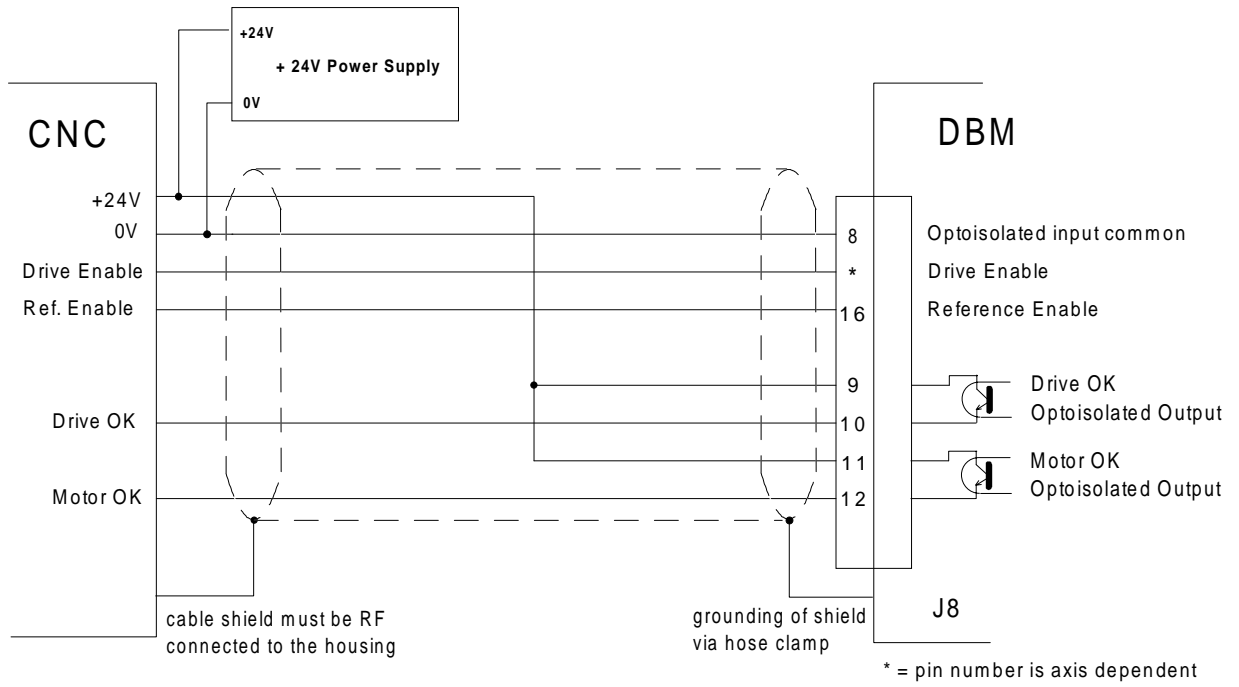 +24V
+ 24V Power Supply
0V
CNC
DBM
+24V
0V
8
Optoisolated input common
Drive Enable
*
Drive Enable
Ref. Enable
16
Reference Enable
9
Drive OK
Optoisolated Output
Drive OK
10
11
Motor OK
Optoisolated Output
Motor OK
12
cable shield must be RF
connected to the housing
grounding of shield
via hose clamp
J8
* = pin number is axis dependent